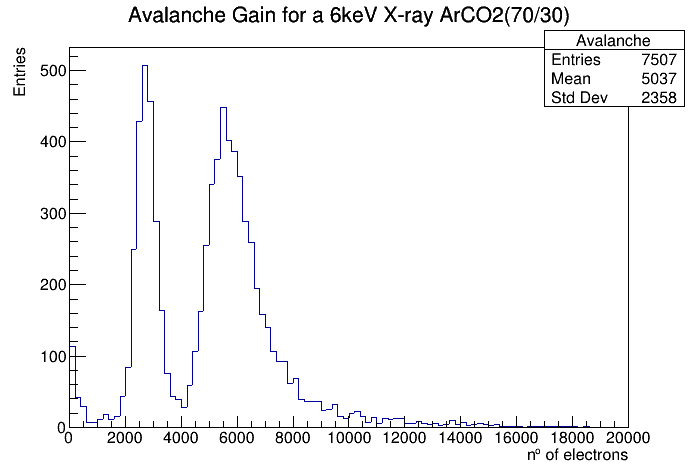 Avalanche Gain for a 6keV X-ray ArCO2(70/30)
Avalanche
Entries 7507
Mean 5037
Std Dev 2358
Entries
500
400
300
200
100
0
0 2000 4000 6000 8000 10000 12000 14000 16000 18000 20000
nº of electrons